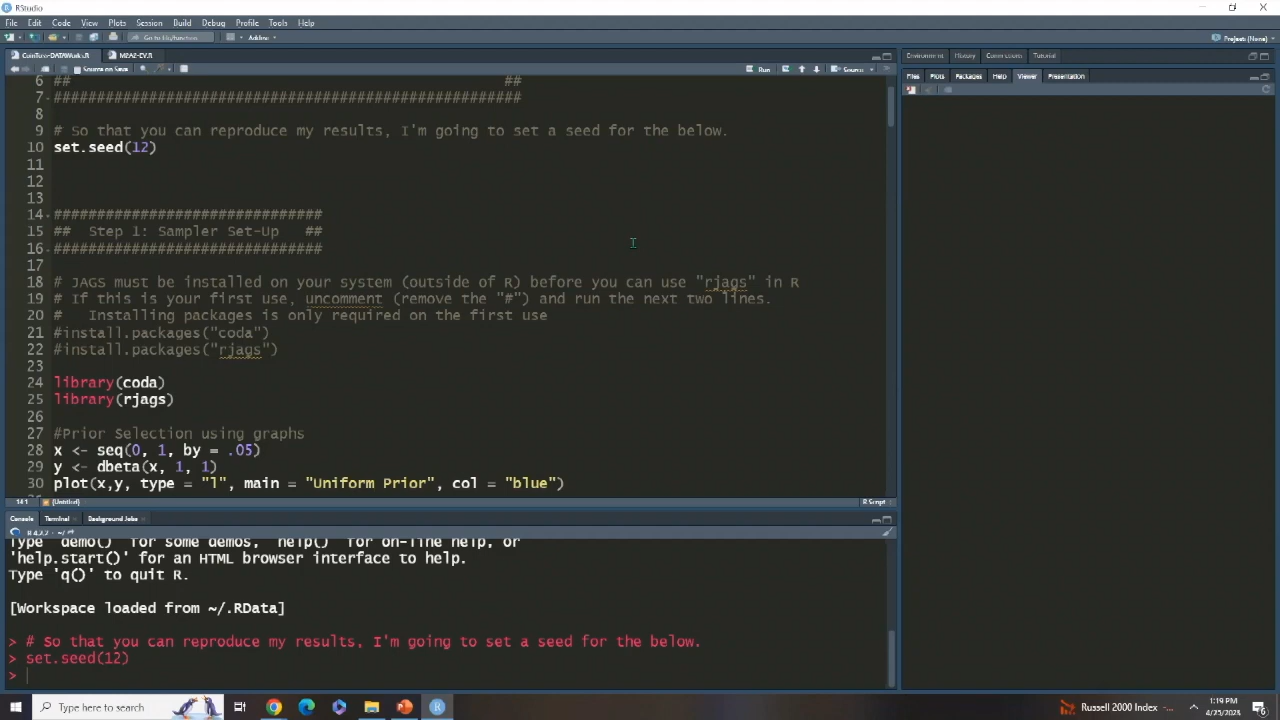 RStudio
File Edit Code View Plots Session Build Debug Profile Tools Help
Go to file/function
Addins
Project: (None)
CoinToss-DATAWorks.R
M2A2-CV.R
Source on Save
Run
Source
6 ## ##
7 ######################################################
8
9 # So that you can reproduce my results, I'm going to set a seed for the below.
10 set.seed(12)
11
12
13
14 ###############################
15 ##  Step 1: Sampler Set-Up   ##
16 ###############################
17
18 # JAGS must be installed on your system (outside of R) before you can use "rjags" in R
19 # If this is your first use, uncomment (remove the "#") and run the next two lines.
20 #   Installing packages is only required on the first use
21 #install.packages("coda")
22 #install.packages("rjags")
23
24 library(coda)
25 library(rjags)
26
27 #Prior Selection using graphs
28 x <- seq(0, 1, by = .05)
29 y <- dbeta(x, 1, 1)
30 plot(x,y, type = "l", main = "Uniform Prior", col = "blue")
14:1 (Untitled) R Script
Console Terminal Background Jobs
R 4.2.2 · ~/
Type 'demo()' for some demos, 'help()' for on-line help, or
'help.start()' for an HTML browser interface to help.
Type 'q()' to quit R.
[Workspace loaded from ~/.RData]
> # So that you can reproduce my results, I'm going to set a seed for the below.
> set.seed(12)
>
Environment History Connections Tutorial
Files Plots Packages Help Viewer Presentation
Type here to search
Russell 2000 Index -...
1:19 PM
4/25/2023